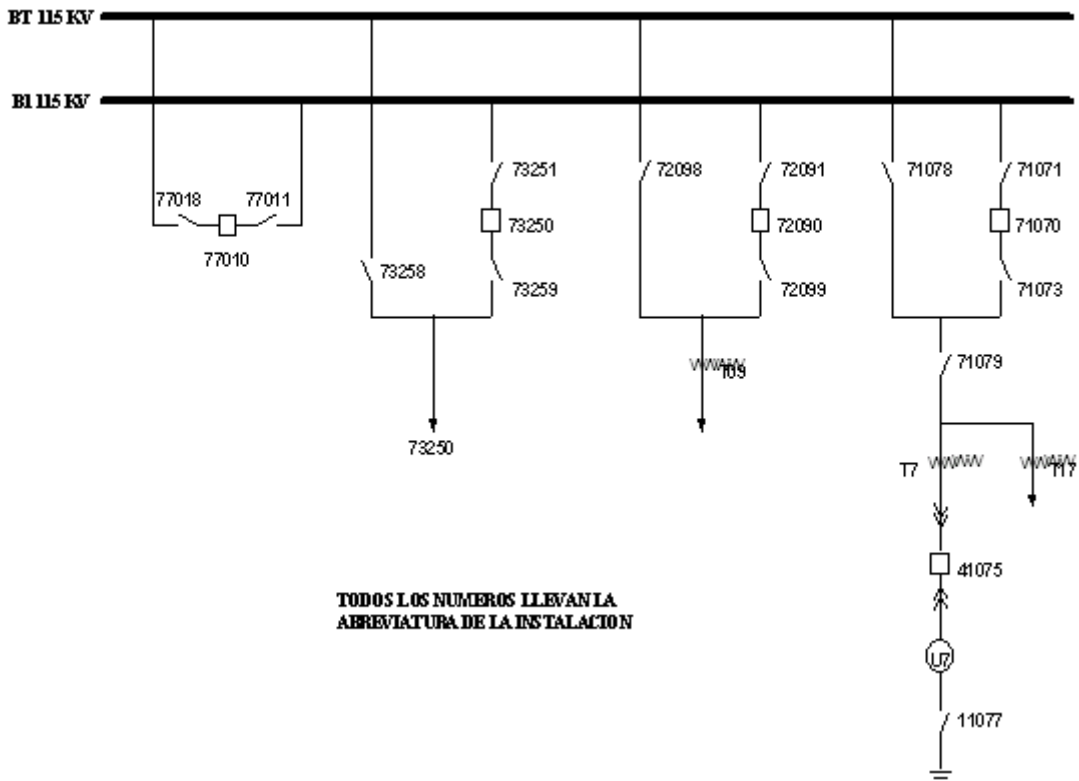 BT 115 KV
B1 115 KV
73251
72098
72091
71078
71071
77018
77011
73250
72090
71070
77010
73258
73259
72099
71073
71079
T09
73250
T7
T17
41075
TODOS LOS NUMEROS LLEVAN LA
ABREVIATURA DE LA INSTALACION
U7
11077